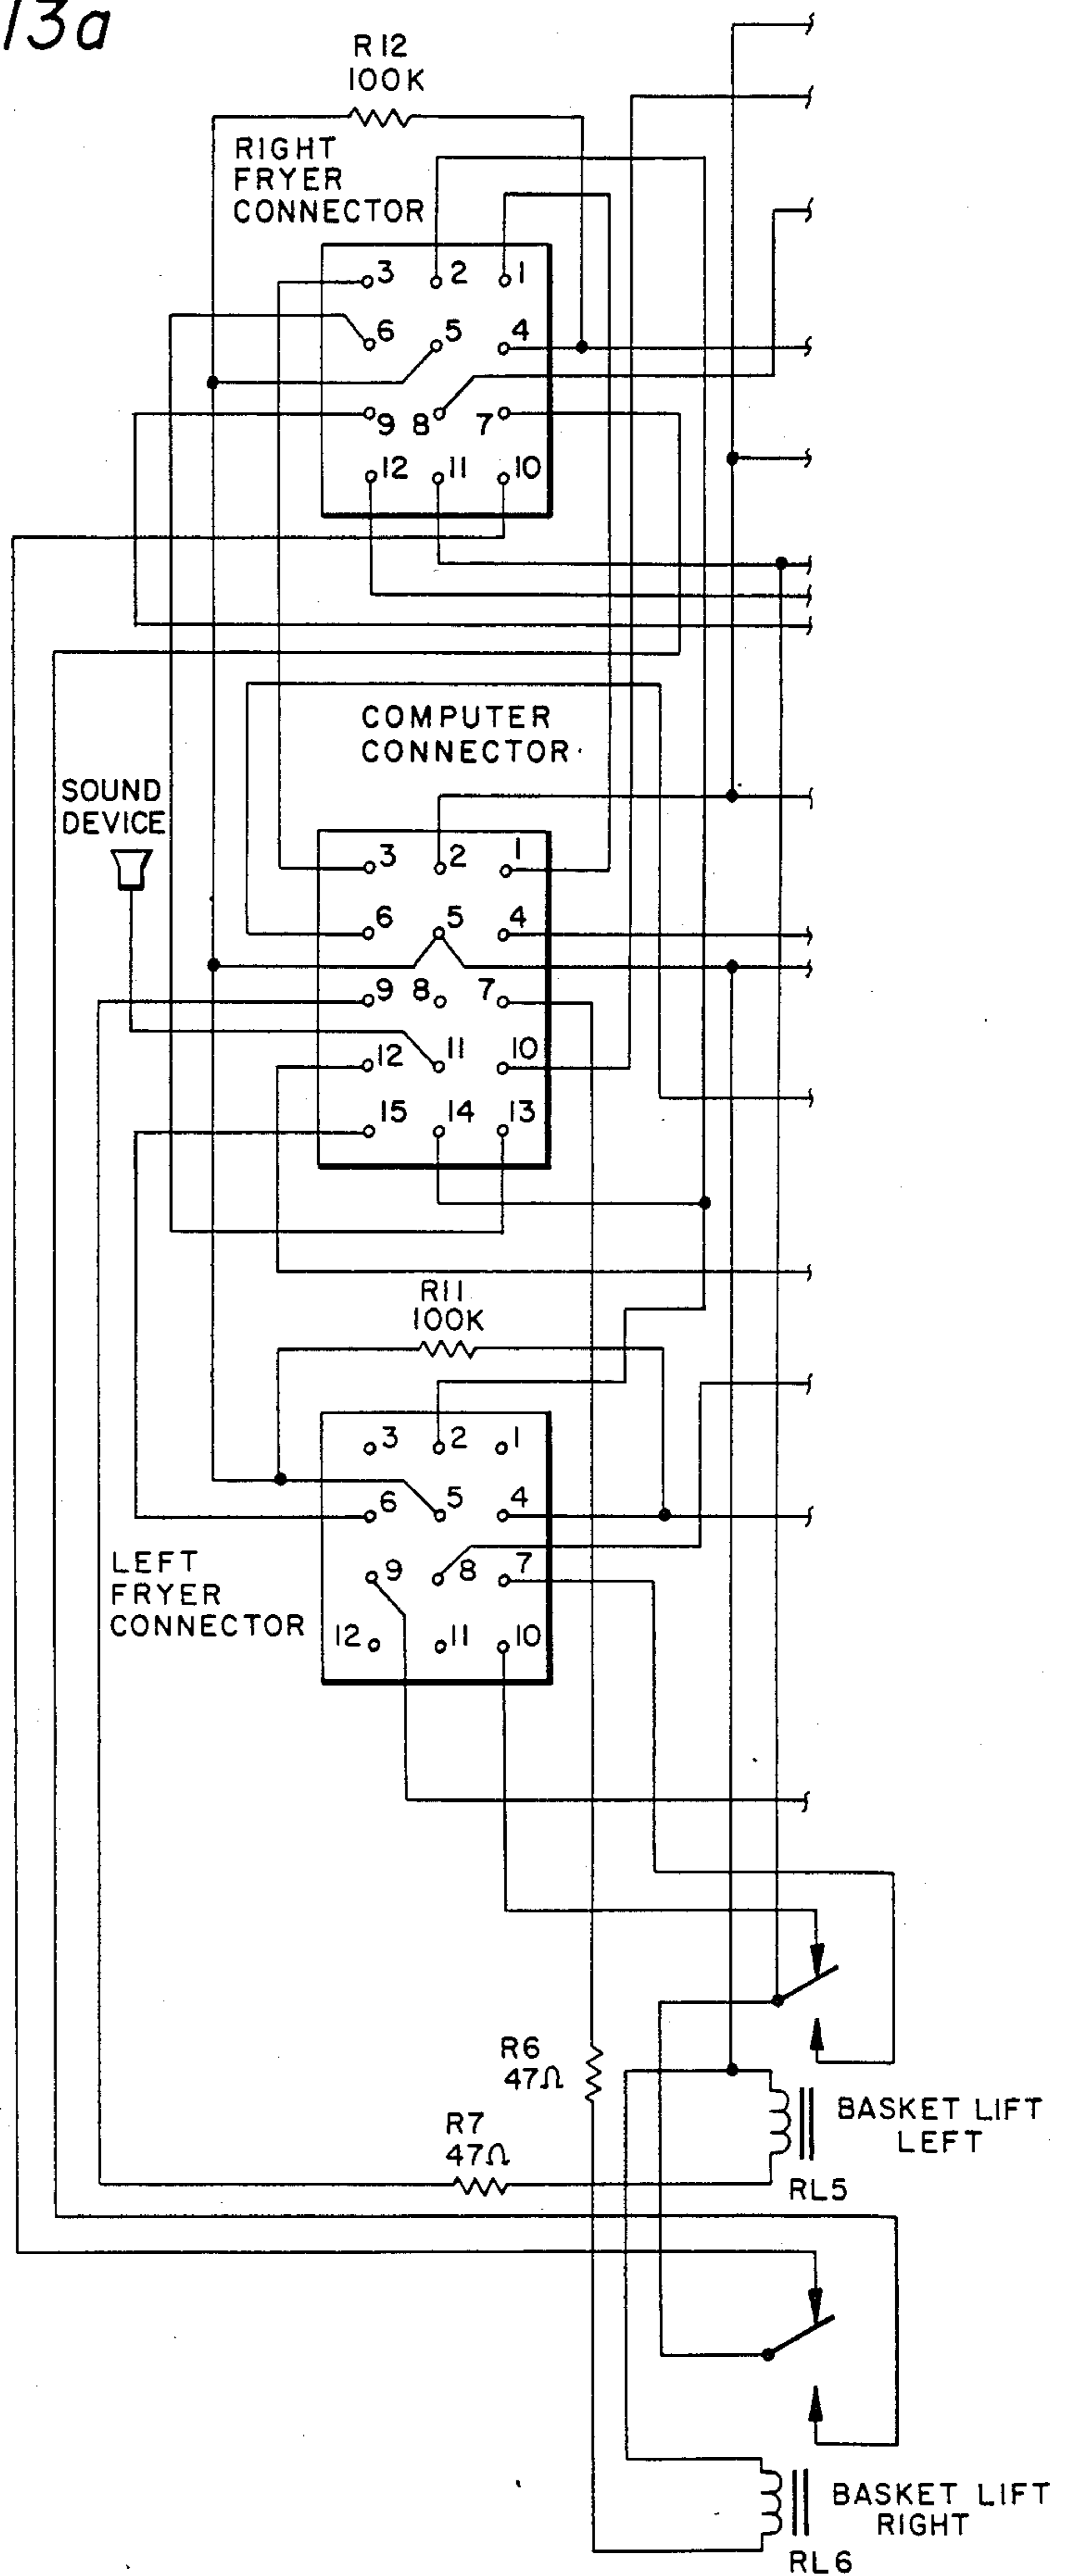 13a
R12
100K
RIGHT
FRYER
CONNECTOR
3 2 1
6 5 4
9 8 7
12 11 10
COMPUTER
CONNECTOR
SOUND
DEVICE
3 2 1
6 5 4
9 8 7
12 11 10
15 14 13
R11
100K
3 2 1
6 5 4
9 8 7
12 11 10
LEFT
FRYER
CONNECTOR
R6
47Ω
R7
47Ω
BASKET LIFT
LEFT
RL5
BASKET LIFT
RIGHT
RL6